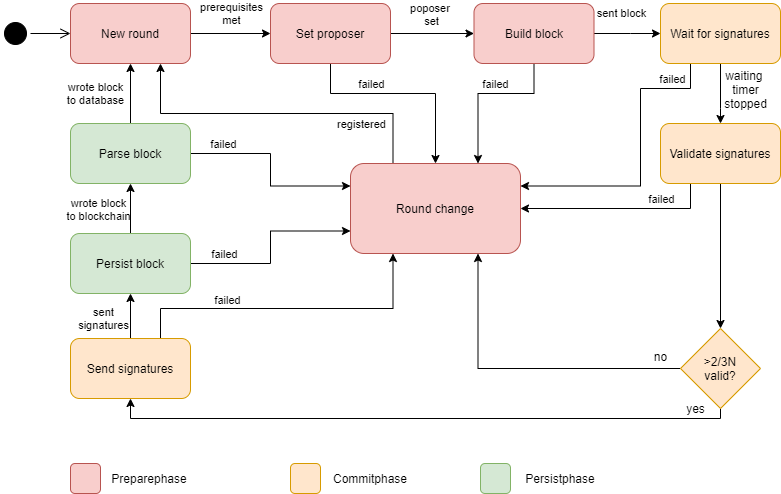 prerequisites
met
poposer
set
sent block
New round
Set proposer
Build block
Wait for signatures
failed
failed
failed
waiting
timer
stopped
wrote block
to database
registered
Parse block
failed
Validate signatures
failed
wrote block
to blockchain
Round change
Persist block
failed
sent
signatures
failed
Send signatures
no
>2/3N
valid?
yes
Preparephase
Commitphase
Persistphase